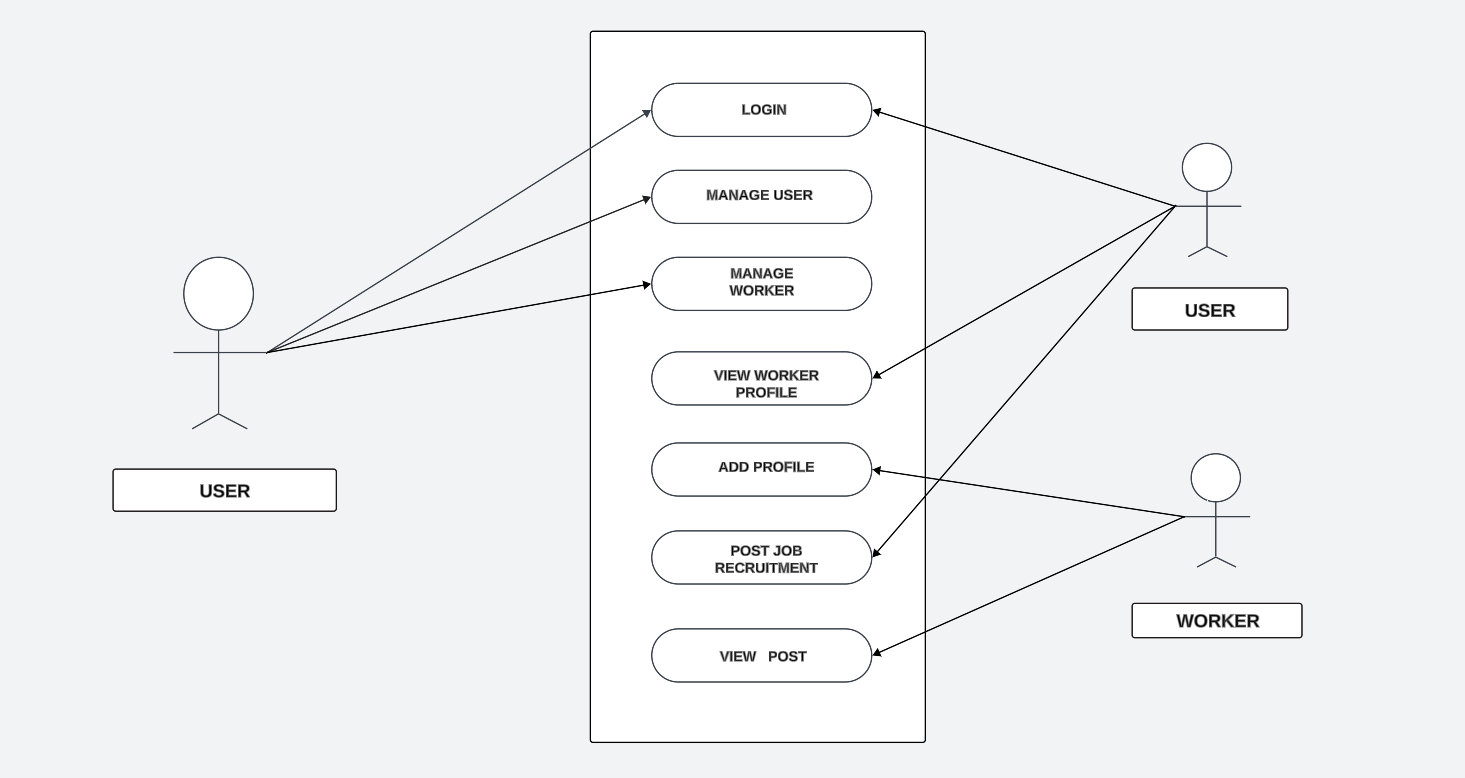 LOGIN
MANAGE USER
MANAGE
WORKER
VIEW WORKER
PROFILE
ADD PROFILE
POST JOB
RECRUITMENT
VIEW POST
USER
USER
WORKER